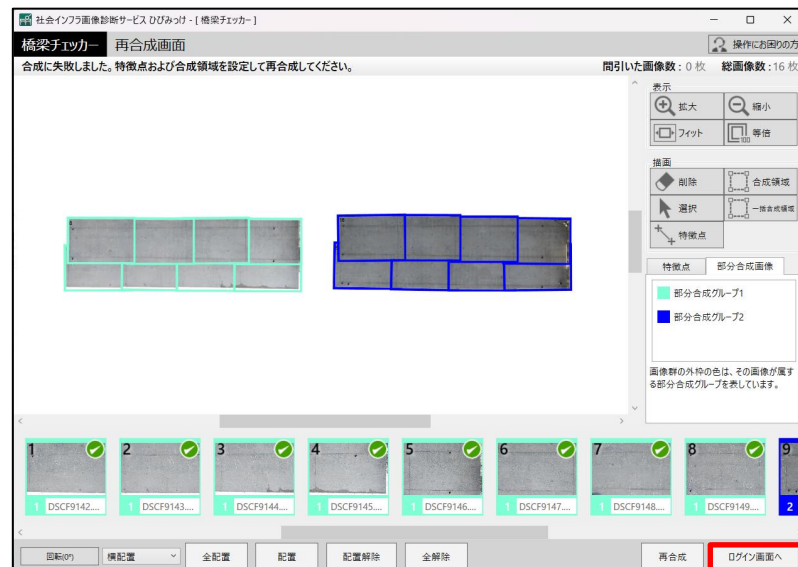 社会インフラ画像診断サービス ひびみっけ - [ 橋梁チェッカー ]
橋梁チェッカー 再合成画面 操作にお困りの方
合成に失敗しました。特徴点および合成領域を設定して再合成してください。 間引いた画像数 : 0 枚 総画像数 : 16 枚
表示
拡大 縮小
フィット 等倍
描画
削除 合成領域
選択 一括合成領域
特徴点
特徴点 部分合成画像
部分合成グループ1
部分合成グループ2
画像群の外枠の色は、その画像が属す
る部分合成グループを表しています。
1 2 3 4 5 6 7 8 9
1 DSCF9142.... 1 DSCF9143.... 1 DSCF9144.... 1 DSCF9145.... 1 DSCF9146.... 1 DSCF9147.... 1 DSCF9148.... 1 DSCF9149.... 2
回転(0°) 横配置 全配置 配置 配置解除 全解除 再合成 ログイン画面へ